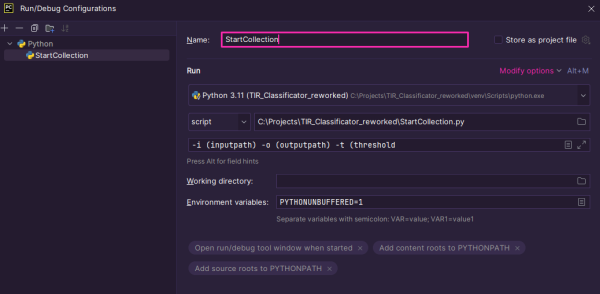 PC Run/Debug Configurations
Python
StartCollection
Name: StartCollection Store as project file
Run Modify options Alt+M
Python 3.11 (TIR_Classificator_reworked) C:\Projects\TIR_Classificator_reworked\venv\Scripts\python.exe
script C:\Projects\TIR_Classificator_reworked\StartCollection.py
-i (inputpath) -o (outputpath) -t (threshold
Press Alt for field hints
Working directory:
Environment variables: PYTHONUNBUFFERED=1
Separate variables with semicolon: VAR=value; VAR1=value1
Open run/debug tool window when started × Add content roots to PYTHONPATH ×
Add source roots to PYTHONPATH ×